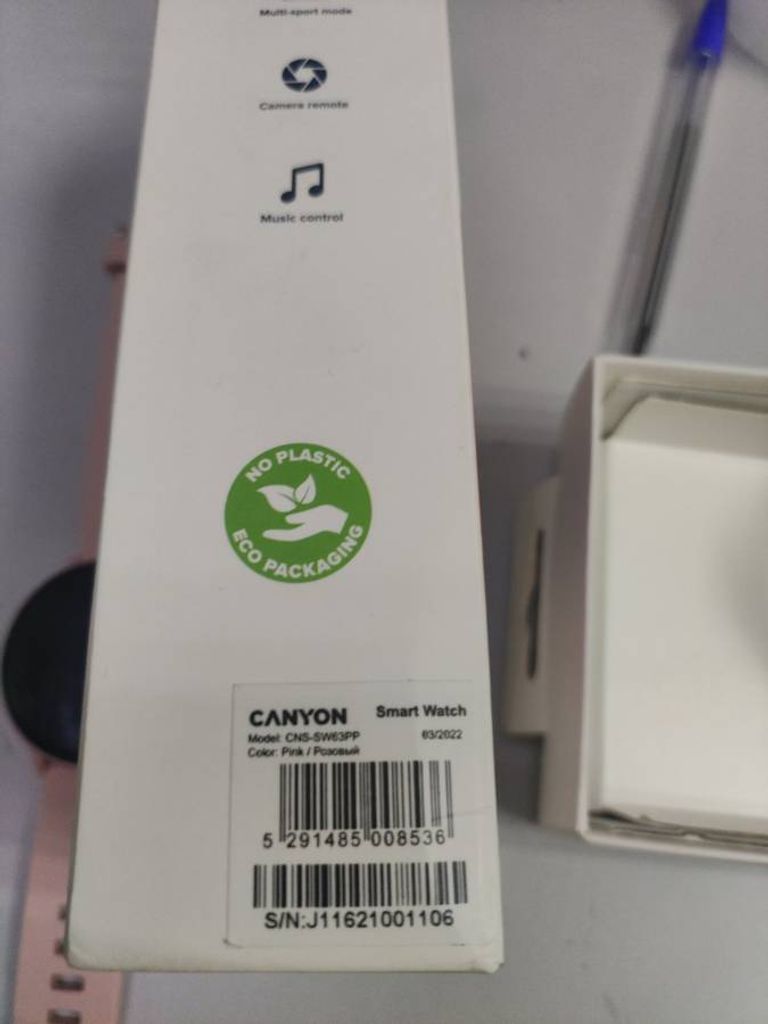 Multi-sport mode
Camera remote
Music control
NO PLASTIC
ECO PACKAGING
CANYON Smart Watch
Model: CNS-SW63PP 03/2022
Color: Pink / Розовый
5 291485 008536
S/N:J11621001106